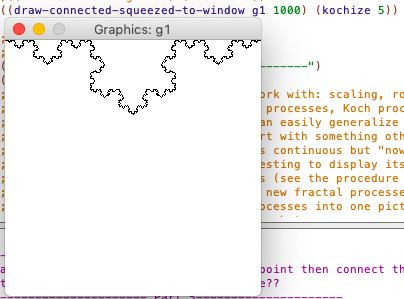 ((draw-connected-squeezed-to-window g1 1000) (kochize 5))
Graphics: g1
--------")
ork with: scaling, ro
processes, Koch proc
an easily generalize
rt with something oth
s continuous but "now
esting to display its
s (see the procedure
new fractal processe
ocesses into one pict
point then connect th
e??
Part 3